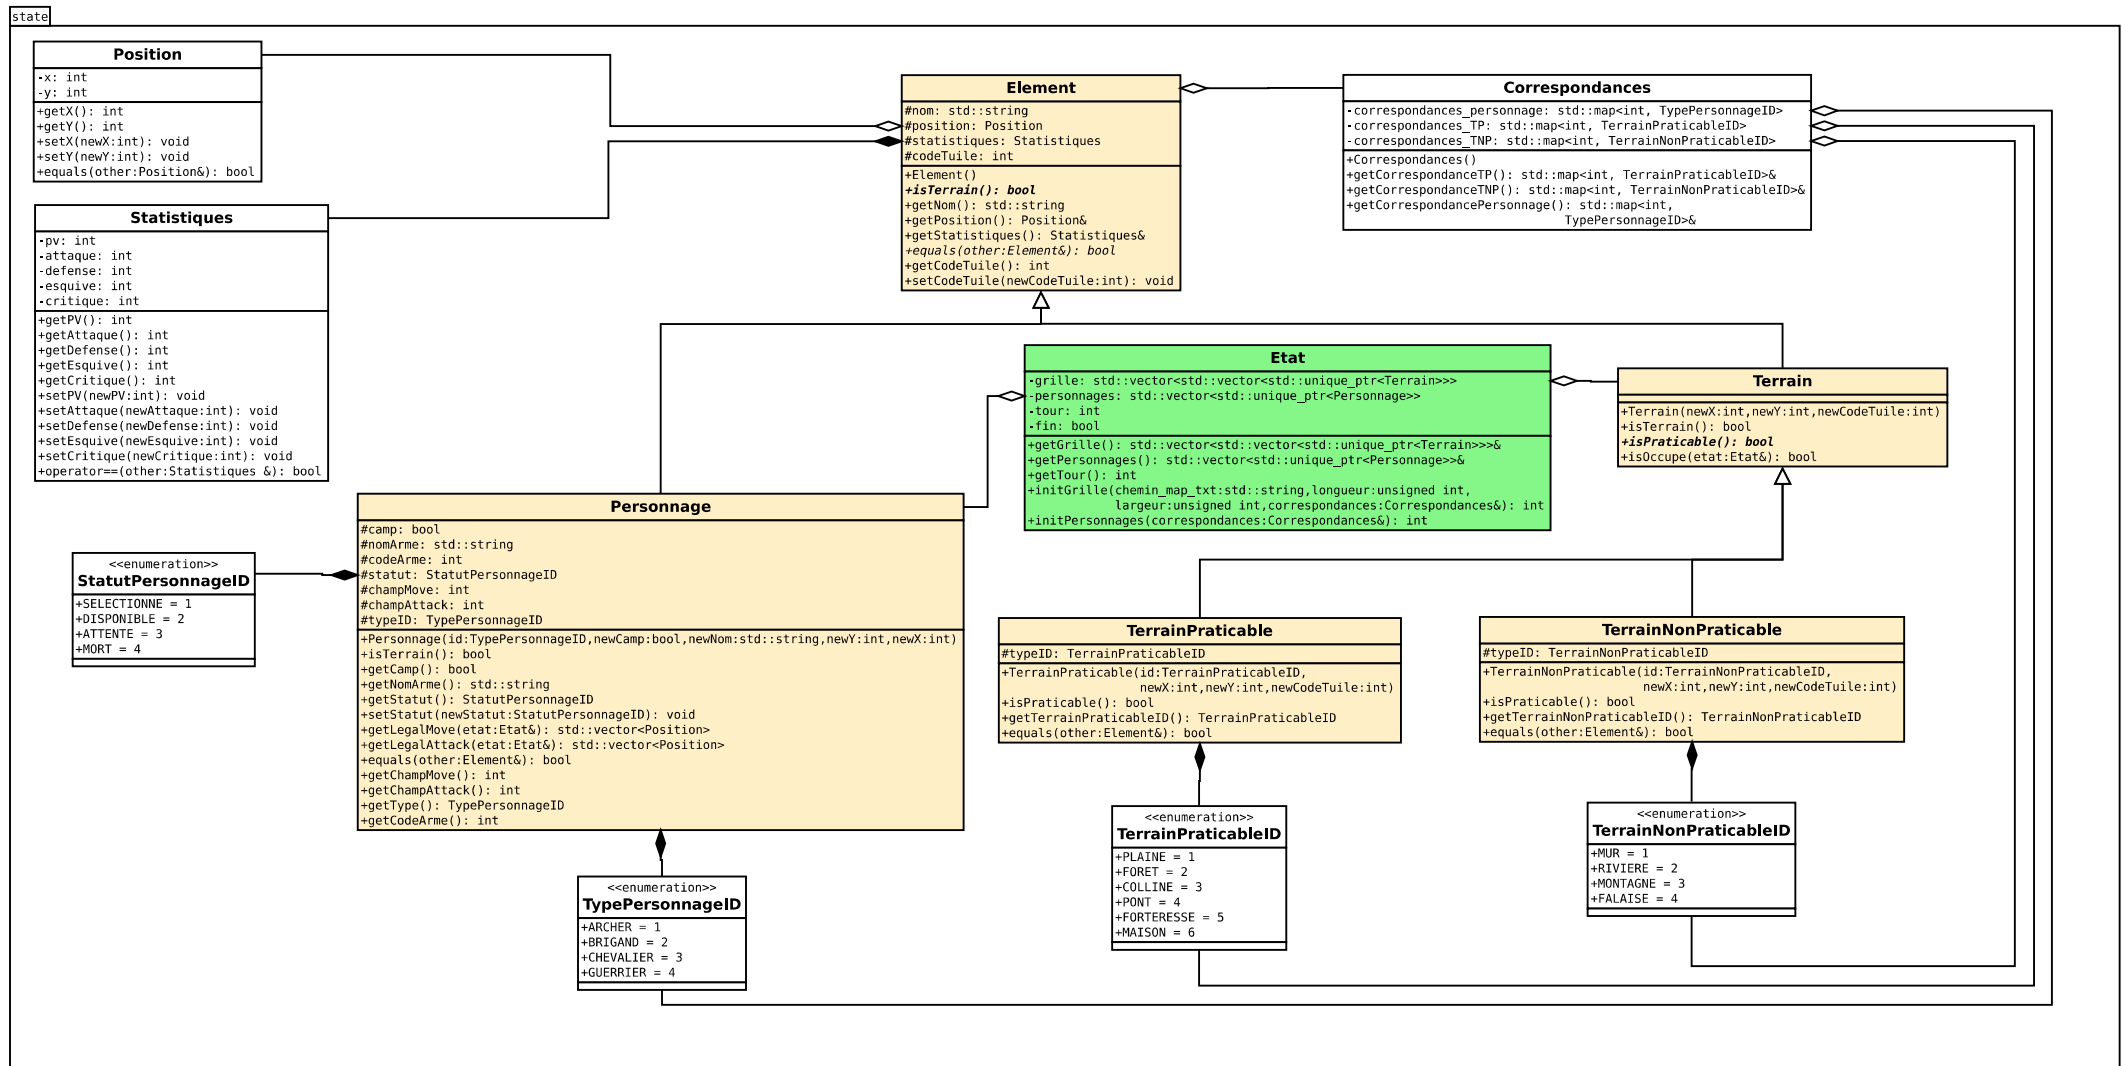 state
Position
-x: int
-y: int
+getX(): int
+getY(): int
+setX(newX:int): void
+setY(newY:int): void
+equals(other:Position&): bool
Statistiques
-pv: int
-attaque: int
-defense: int
-esquive: int
-critique: int
+getPV(): int
+getAttaque(): int
+getDefense(): int
+getEsquive(): int
+getCritique(): int
+setPV(newPV:int): void
+setAttaque(newAttaque:int): void
+setDefense(newDefense:int): void
+setEsquive(newEsquive:int): void
+setCritique(newCritique:int): void
+operator==(other:Statistiques &): bool
Element
#nom: std::string
#position: Position
#statistiques: Statistiques
#codeTuile: int
+Element()
+isTerrain(): bool
+getNom(): std::string
+getPosition(): Position&
+getStatistiques(): Statistiques&
+equals(other:Element&): bool
+getCodeTuile(): int
+setCodeTuile(newCodeTuile:int): void
Correspondances
-correspondances_personnage: std::map<int, TypePersonnageID>
-correspondances_TP: std::map<int, TerrainPraticableID>
-correspondances_TNP: std::map<int, TerrainNonPraticableID>
+Correspondances()
+getCorrespondanceTP(): std::map<int, TerrainPraticableID>&
+getCorrespondanceTNP(): std::map<int, TerrainNonPraticableID>&
+getCorrespondancePersonnage(): std::map<int,
TypePersonnageID>&
Etat
-grille: std::vector<std::vector<std::unique_ptr<Terrain>>>
-personnages: std::vector<std::unique_ptr<Personnage>>
-tour: int
-fin: bool
+getGrille(): std::vector<std::vector<std::unique_ptr<Terrain>>>&
+getPersonnages(): std::vector<std::unique_ptr<Personnage>>&
+getTour(): int
+initGrille(chemin_map_txt:std::string,longueur:unsigned int,
largeur:unsigned int,correspondances:Correspondances&): int
+initPersonnages(correspondances:Correspondances&): int
Terrain
+Terrain(newX:int,newY:int,newCodeTuile:int)
+isTerrain(): bool
+isPraticable(): bool
+isOccupe(etat:Etat&): bool
Personnage
#camp: bool
#nomArme: std::string
#codeArme: int
#statut: StatutPersonnageID
#champMove: int
#champAttack: int
#typeID: TypePersonnageID
+Personnage(id:TypePersonnageID,newCamp:bool,newNom:std::string,newY:int,newX:int)
+isTerrain(): bool
+getCamp(): bool
+getNomArme(): std::string
+getStatut(): StatutPersonnageID
+setStatut(newStatut:StatutPersonnageID): void
+getLegalMove(etat:Etat&): std::vector<Position>
+getLegalAttack(etat:Etat&): std::vector<Position>
+equals(other:Element&): bool
+getChampMove(): int
+getChampAttack(): int
+getType(): TypePersonnageID
+getCodeArme(): int
<<enumeration>>
StatutPersonnageID
+SELECTIONNE = 1
+DISPONIBLE = 2
+ATTENTE = 3
+MORT = 4
TerrainPraticable
#typeID: TerrainPraticableID
+TerrainPraticable(id:TerrainPraticableID,
newX:int,newY:int,newCodeTuile:int)
+isPraticable(): bool
+getTerrainPraticableID(): TerrainPraticableID
+equals(other:Element&): bool
TerrainNonPraticable
#typeID: TerrainNonPraticableID
+TerrainNonPraticable(id:TerrainNonPraticableID,
newX:int,newY:int,newCodeTuile:int)
+isPraticable(): bool
+getTerrainNonPraticableID(): TerrainNonPraticableID
+equals(other:Element&): bool
<<enumeration>>
TypePersonnageID
+ARCHER = 1
+BRIGAND = 2
+CHEVALIER = 3
+GUERRIER = 4
<<enumeration>>
TerrainPraticableID
+PLAINE = 1
+FORET = 2
+COLLINE = 3
+PONT = 4
+FORTERESSE = 5
+MAISON = 6
<<enumeration>>
TerrainNonPraticableID
+MUR = 1
+RIVIERE = 2
+MONTAGNE = 3
+FALAISE = 4